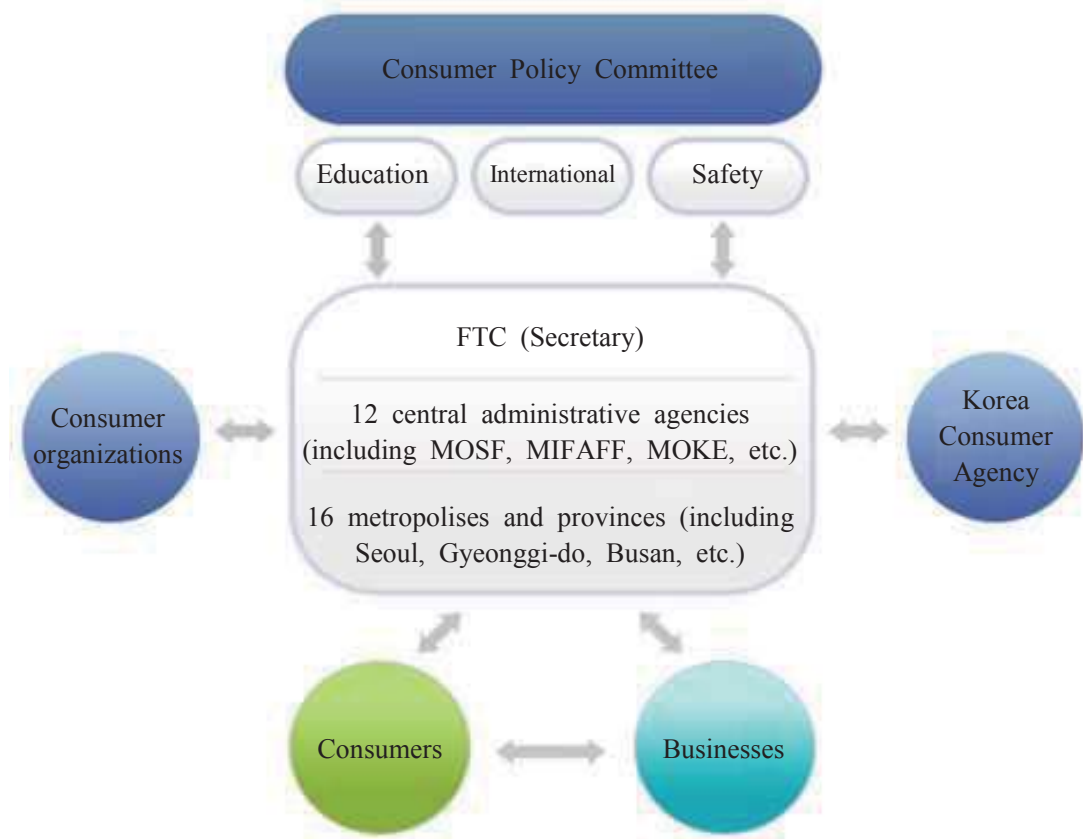 Consumer Policy Committee
Education
International
Safety
FTC (Secretary)
12 central administrative agencies
(including MOSF, MIFAFF, MOKE, etc.)
16 metropolises and provinces (including
Seoul, Gyeonggi-do, Busan, etc.)
Consumer
organizations
Korea
Consumer
Agency
Consumers
Businesses